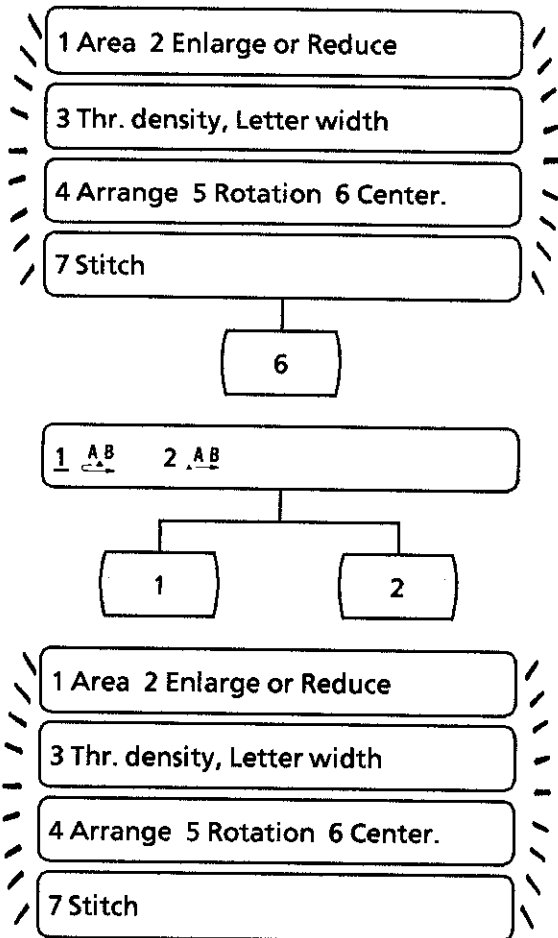 1 Area 2 Enlarge or Reduce
3 Thr. density, Letter width
4 Arrange 5 Rotation 6 Center.
7 Stitch
6
1 A B 2 A B
1 2
1 Area 2 Enlarge or Reduce
3 Thr. density, Letter width
4 Arrange 5 Rotation 6 Center.
7 Stitch